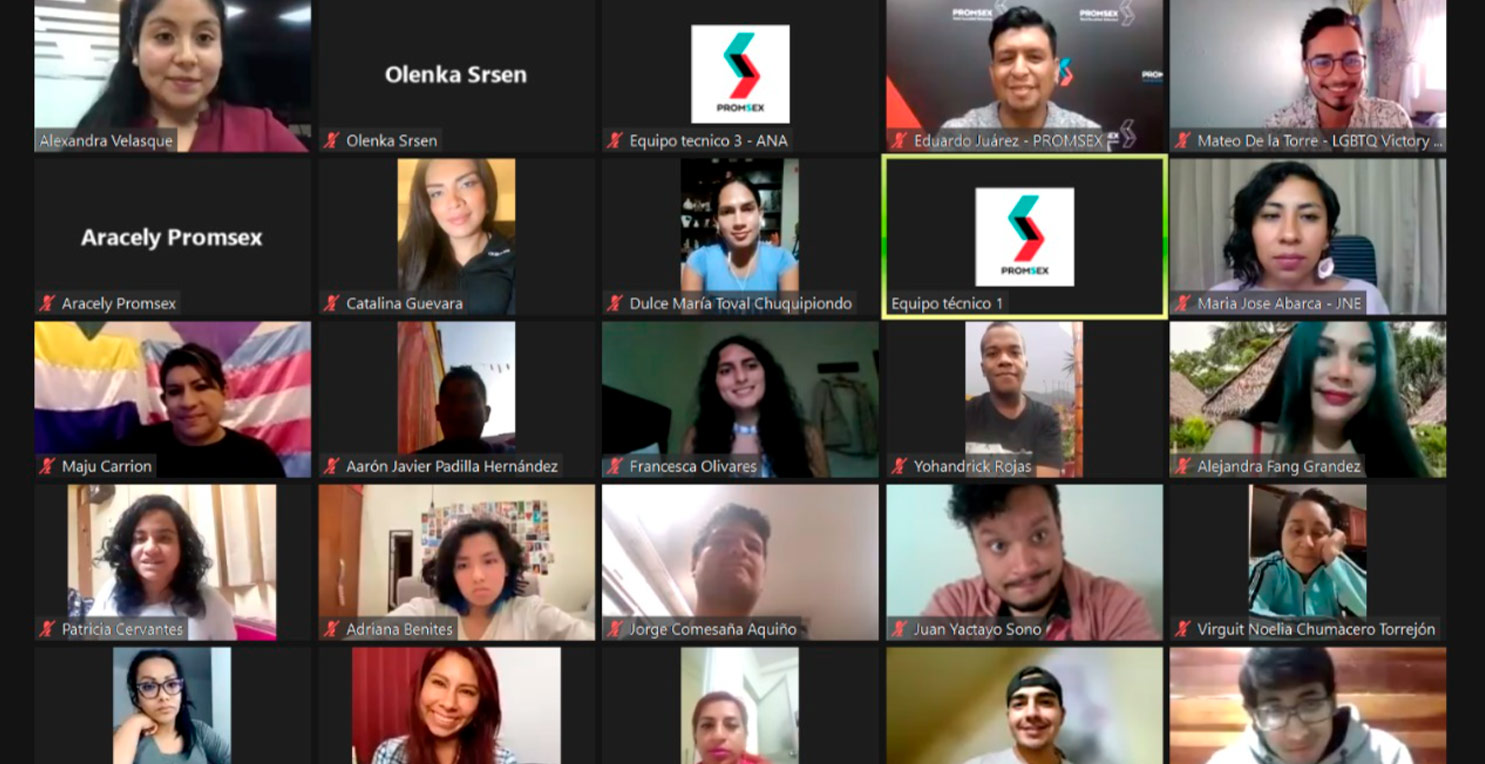 PROMSEX
PROMSEX
PROM
Alexandra Velasque
Olenka Srsen
Olenka Srsen
PROMSEX
Equipo tecnico 3 - ANA
Eduardo Juárez - PROMSEX
Mateo De la Torre - LGBTQ Victory ...
Aracely Promsex
Aracely Promsex
Catalina Guevara
Dulce María Toval Chuquipiondo
PROMSEX
Equipo técnico 1
Maria Jose Abarca - JNE
Maju Carrion
Aarón Javier Padilla Hernández
Francesca Olivares
Yohandrick Rojas
Alejandra Fang Grandez
Patricia Cervantes
Adriana Benites
Jorge Comesaña Aquiño
Juan Yactayo Sono
Virguit Noelia Chumacero Torrejón